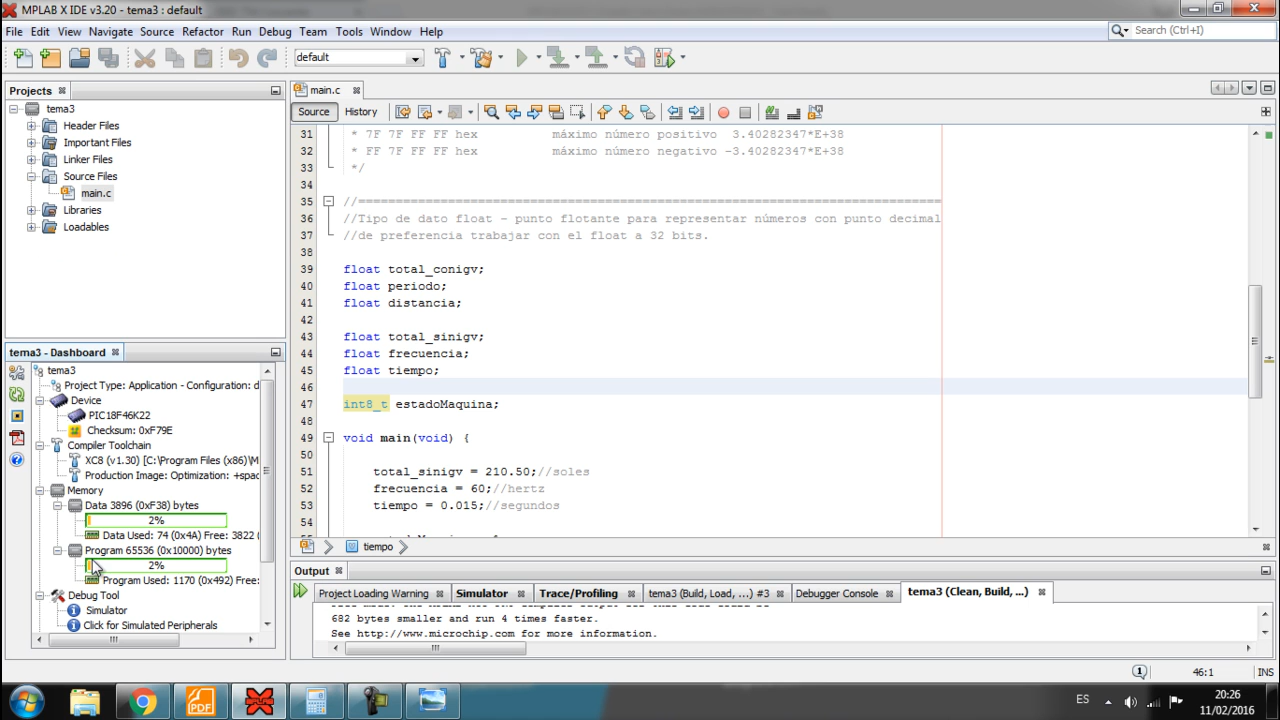 MPLAB X IDE v3.20 - tema3 : default
File Edit View Navigate Source Refactor Run Debug Team Tools Window Help
Search (Ctrl+I)
default
Projects
tema3
Header Files
Important Files
Linker Files
Source Files
main.c
Libraries
Loadables
tema3 - Dashboard
tema3
Project Type: Application - Configuration: d
Device
PIC18F46K22
Checksum: 0xF79E
Compiler Toolchain
XC8 (v1.30) [C:\Program Files (x86)\M
Production Image: Optimization: +spac
Memory
Data 3896 (0xF38) bytes
2%
Data Used: 74 (0x4A) Free: 3822 (
Program 65536 (0x10000) bytes
2%
Program Used: 1170 (0x492) Free:
Debug Tool
Simulator
Click for Simulated Peripherals
main.c
Source History
31 * 7F 7F FF FF hex máximo número positivo 3.40282347*E+38
32 * FF 7F FF FF hex máximo número negativo -3.40282347*E+38
33 */
34
35 //==============================================================================
36 //Tipo de dato float - punto flotante para representar números con punto decimal
37 //de preferencia trabajar con el float a 32 bits.
38
39 float total_conigv;
40 float periodo;
41 float distancia;
42
43 float total_sinigv;
44 float frecuencia;
45 float tiempo;
46
47 int8_t estadoMaquina;
48
49 void main(void) {
50
51 total_sinigv = 210.50;//soles
52 frecuencia = 60;//hertz
53 tiempo = 0.015;//segundos
54
tiempo
Output
Project Loading Warning Simulator Trace/Profiling tema3 (Build, Load, ...) #3 Debugger Console tema3 (Clean, Build, ...)
682 bytes smaller and run 4 times faster.
See http://www.microchip.com for more information.
1 46:1 INS
PDF MPLAB
ES
20:26
11/02/2016